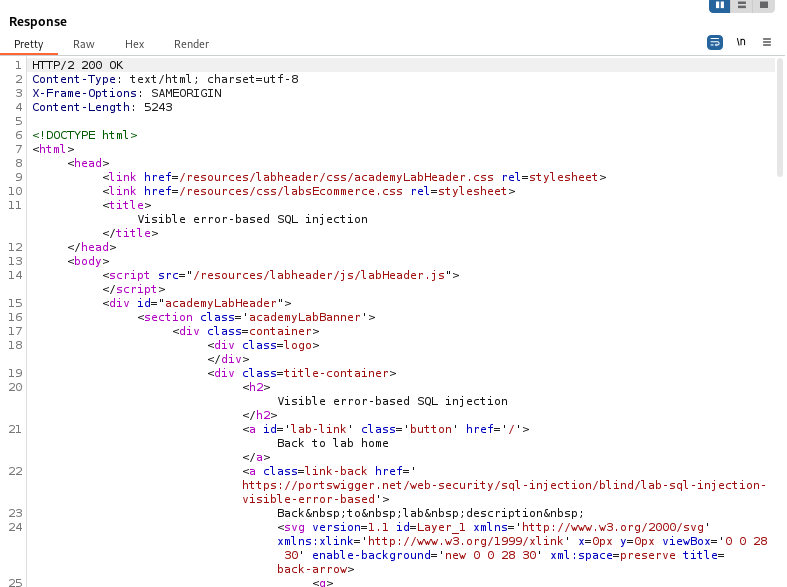 Response
Pretty Raw Hex Render \n
1 HTTP/2 200 OK
2 Content-Type: text/html; charset=utf-8
3 X-Frame-Options: SAMEORIGIN
4 Content-Length: 5243
5
6 <!DOCTYPE html>
7 <html>
8 <head>
9 <link href=/resources/labheader/css/academyLabHeader.css rel=stylesheet>
10 <link href=/resources/css/labsEcommerce.css rel=stylesheet>
11 <title>
Visible error-based SQL injection
</title>
12 </head>
13 <body>
14 <script src="/resources/labheader/js/labHeader.js">
</script>
15 <div id="academyLabHeader">
16 <section class='academyLabBanner'>
17 <div class=container>
18 <div class=logo>
</div>
19 <div class=title-container>
20 <h2>
Visible error-based SQL injection
</h2>
21 <a id='lab-link' class='button' href='/'>
Back to lab home
</a>
22 <a class=link-back href='
https://portswigger.net/web-security/sql-injection/blind/lab-sql-injection-
visible-error-based'>
23 Back&nbsp;to&nbsp;lab&nbsp;description&nbsp;
24 <svg version=1.1 id=Layer_1 xmlns='http://www.w3.org/2000/svg'
xmlns:xlink='http://www.w3.org/1999/xlink' x=0px y=0px viewBox='0 0 28
30' enable-background='new 0 0 28 30' xml:space=preserve title=
back-arrow>
25 <g>